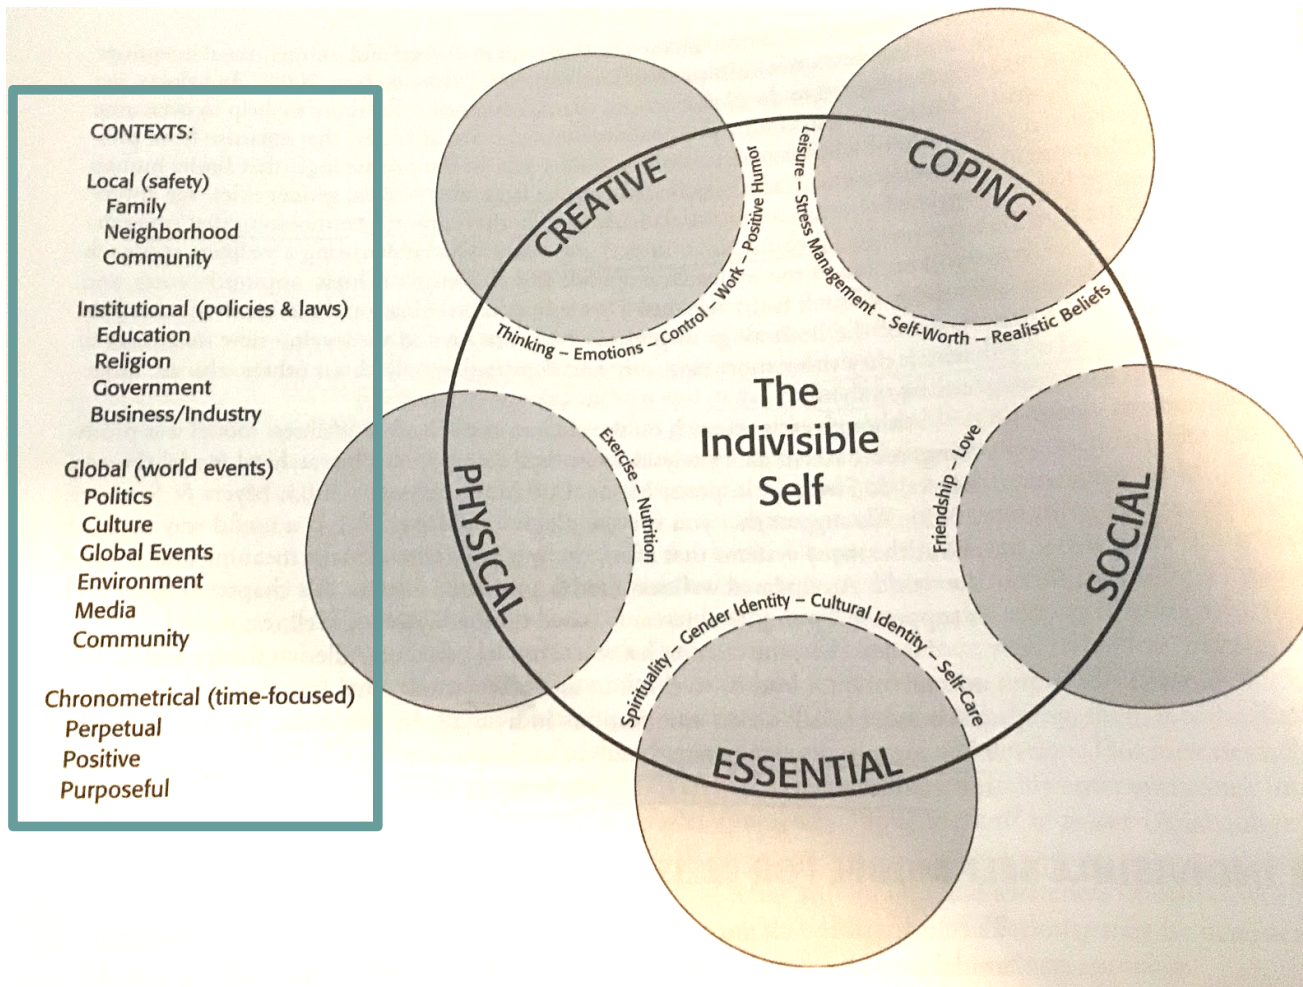 CONTEXTS:
Local (safety)
Family
Neighborhood
Community
Institutional (policies & laws)
Education
Religion
Government
Business/Industry
Global (world events)
Politics
Culture
Global Events
Environment
Media
Community
Chronometrical (time-focused)
Perpetual
Positive
Purposeful
CREATIVE
Thinking – Emotions – Control – Work – Positive Humor
COPING
Leisure – Stress Management – Self-Worth – Realistic Beliefs
The
Indivisible
Self
PHYSICAL
Exercise – Nutrition
SOCIAL
Friendship – Love
ESSENTIAL
Spirituality – Gender Identity – Cultural Identity – Self-Care